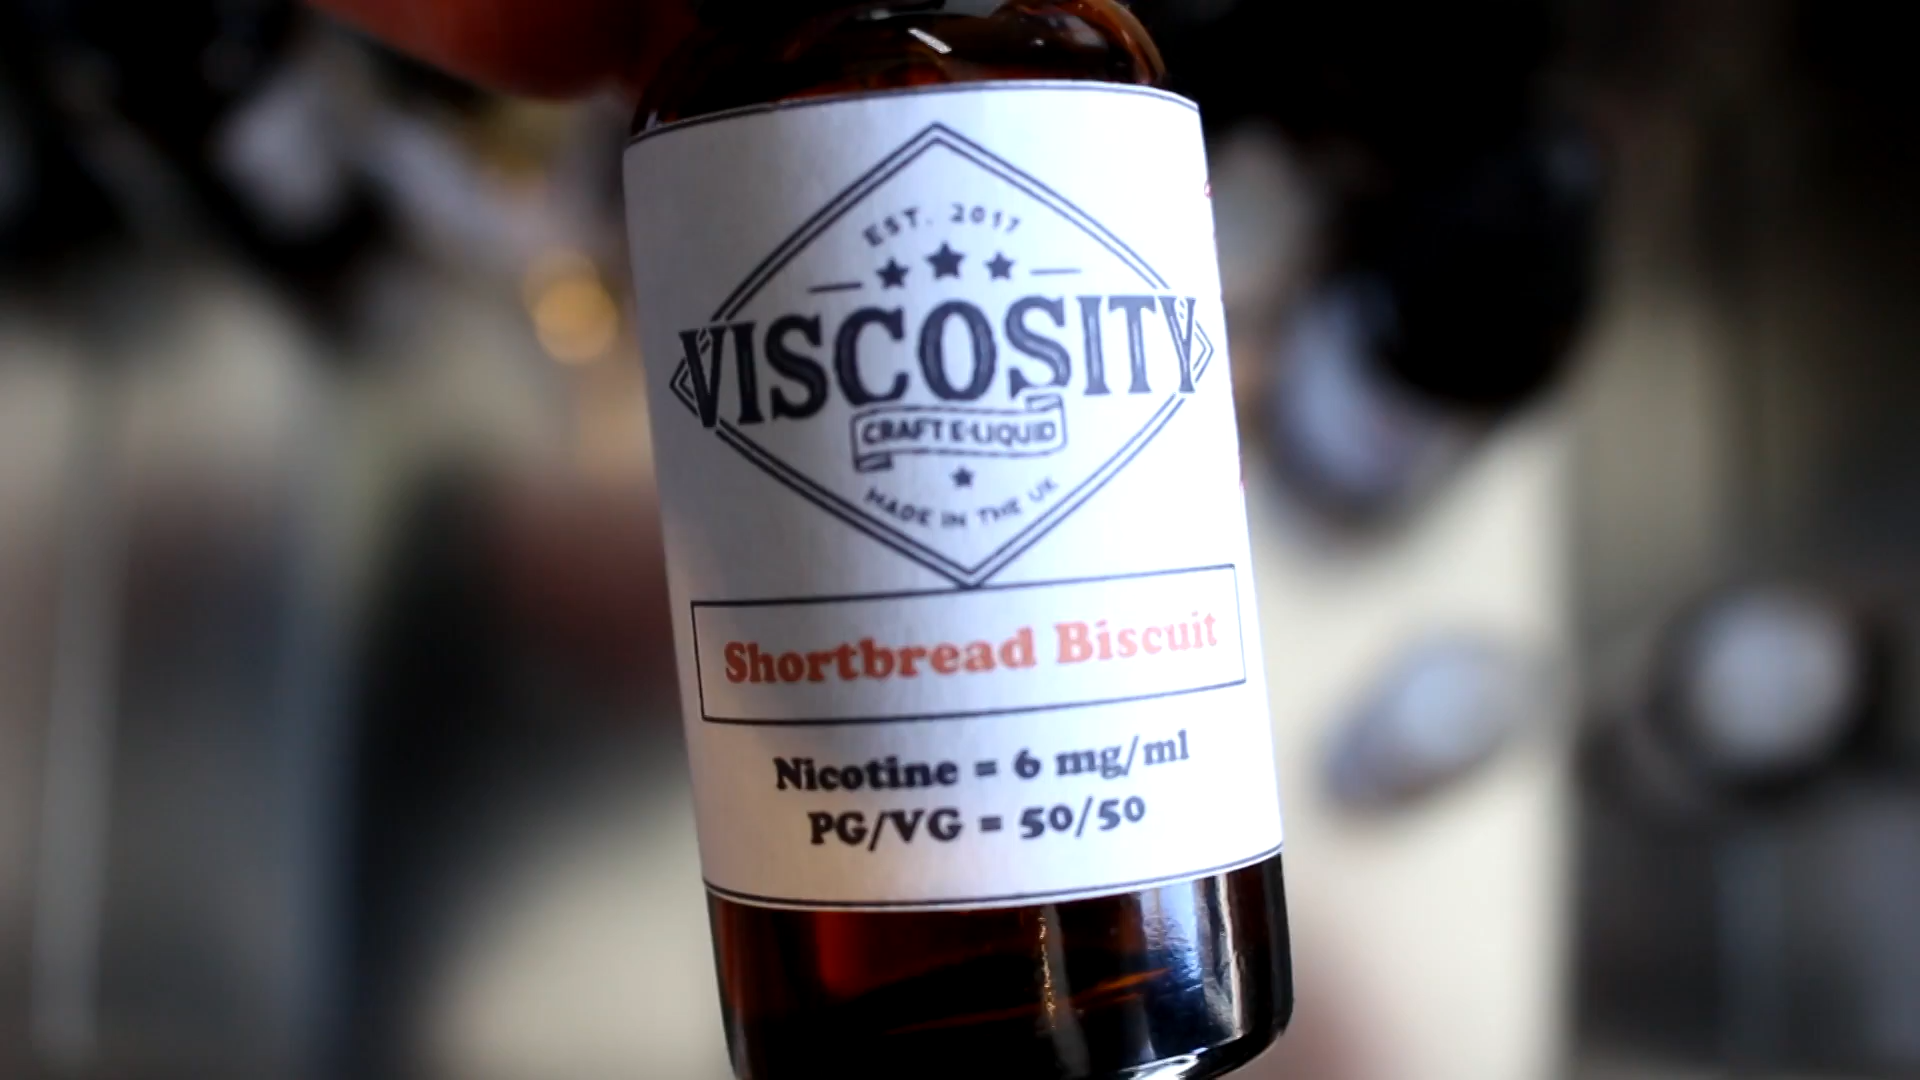 EST. 2017
VISCOSITY
CRAFT E-LIQUID
MADE IN THE UK
Shortbread Biscuit
Nicotine = 6 mg/ml
PG/VG = 50/50